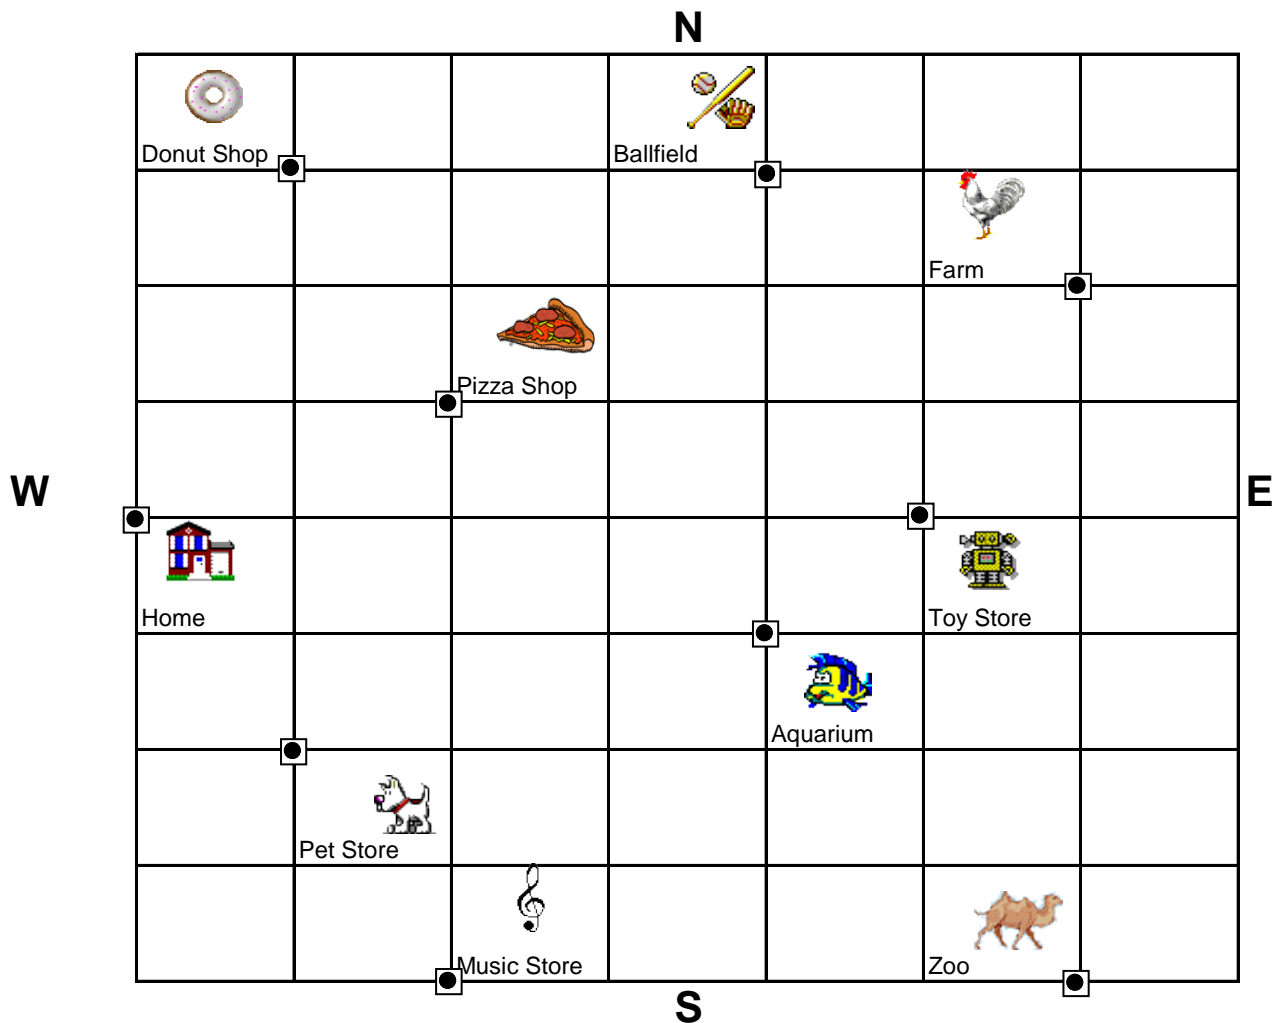 N
Donut Shop
Ballfield
Farm
Pizza Shop
W
E
Home
Toy Store
Aquarium
Pet Store
Music Store
Zoo
S